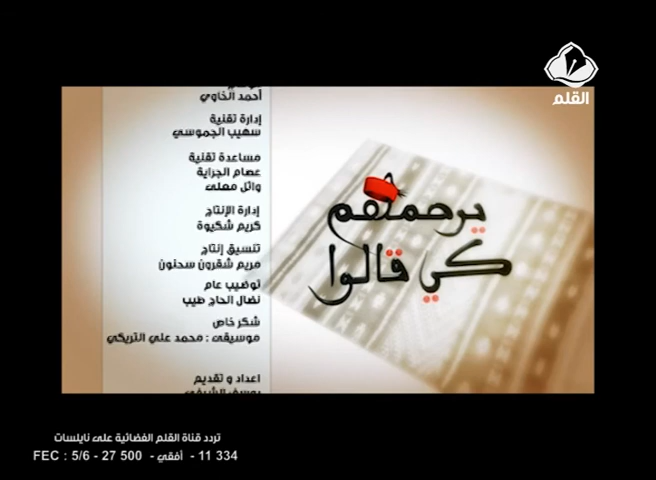 القلم
أحمد الخاوي
إدارة تقنية
سهيب الجموسي
مساعدة تقنية
عصام الجراية
وائل معلى
إدارة الإنتاج
كريم شكيوة
تنسيق إنتاج
مريم شقرون سحنون
توضيب عام
نضال الحاج طيب
شكر خاص
موسيقى : محمد علي التريكي
اعداد و تقديم
يرحمهم
كي قالوا
تردد قناة القلم الفضائية على نايلسات
11 334 - أفقي - FEC : 5/6 - 27 500